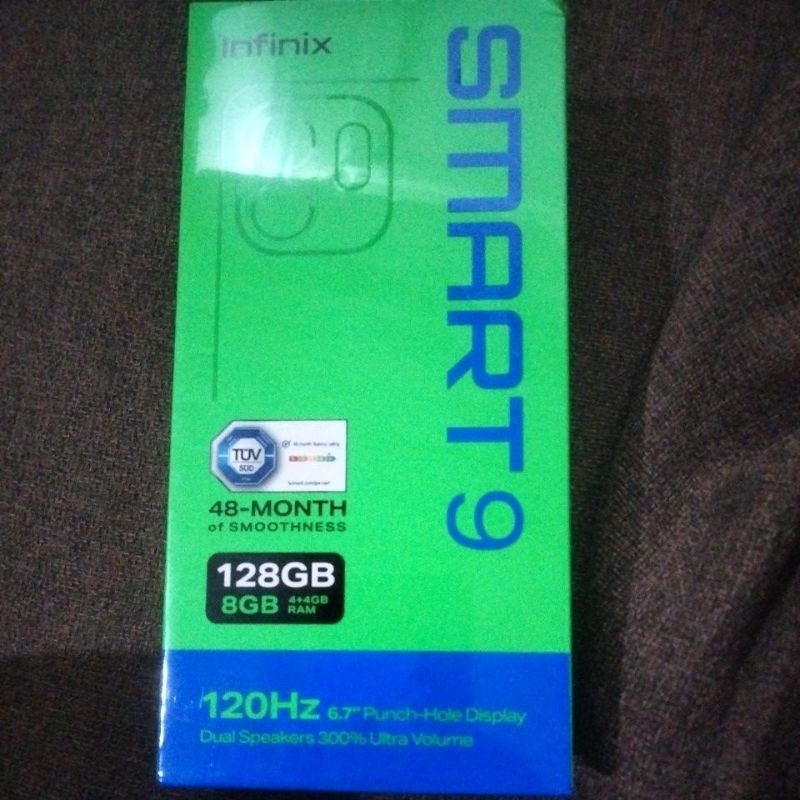 Infinix
SMART 9
TÜV
SÜD
48-MONTH
of SMOOTHNESS
128GB
8GB 4+4GB RAM
120Hz 6.7" Punch-Hole Display
Dual Speakers 300% Ultra Volume